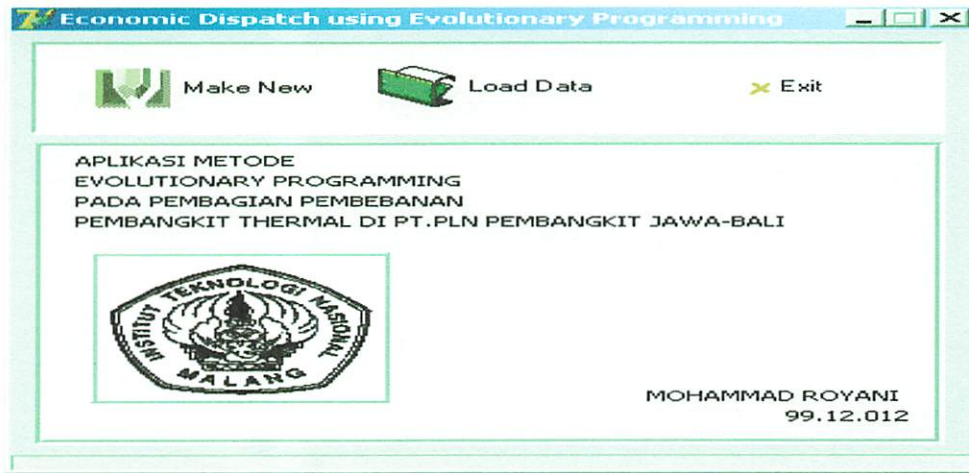 Economic Dispatch using Evolutionary Programming
Make New
Load Data
Exit
APLIKASI METODE
EVOLUTIONARY PROGRAMMING
PADA PEMBAGIAN PEMBEBANAN
PEMBANGKIT THERMAL DI PT.PLN PEMBANGKIT JAWA-BALI
INSTITUT TEKNOLOGI NASIONAL
MALANG
MOHAMMAD ROYANI
99.12.012